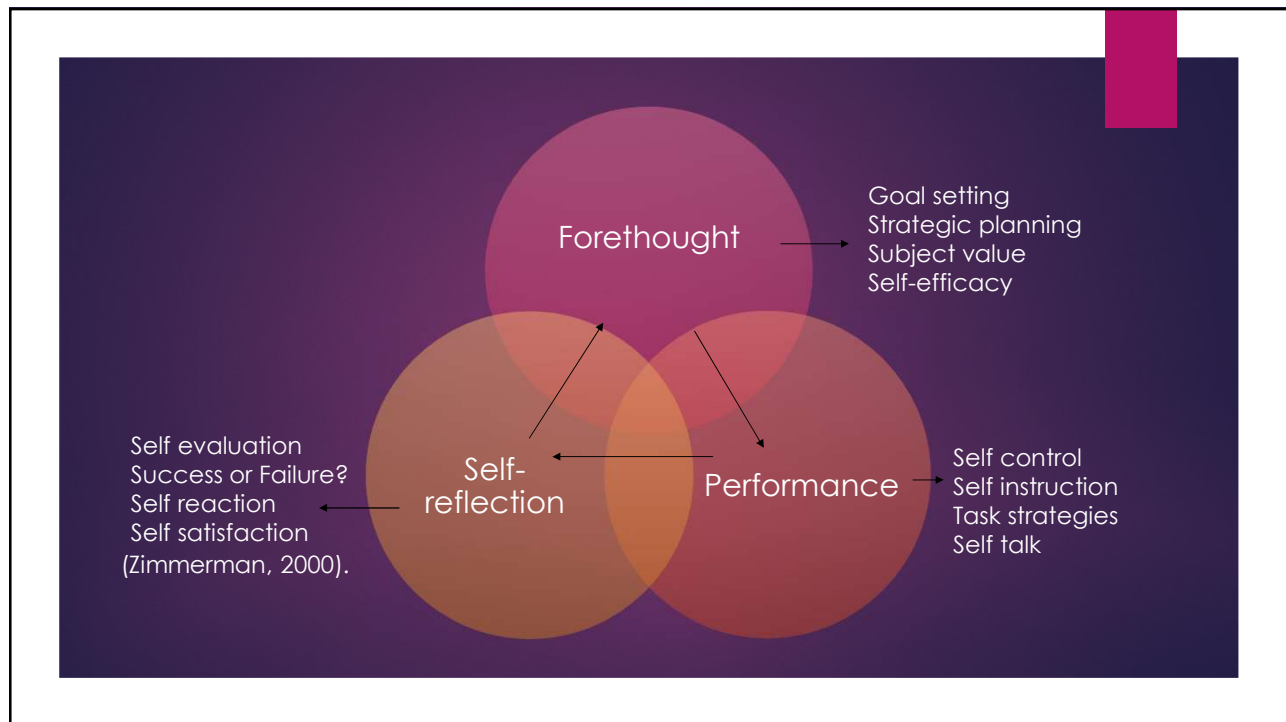 Forethought
Goal setting
Strategic planning
Subject value
Self-efficacy
Self-
reflection
Self evaluation
Success or Failure?
Self reaction
Self satisfaction
(Zimmerman, 2000).
Performance
Self control
Self instruction
Task strategies
Self talk